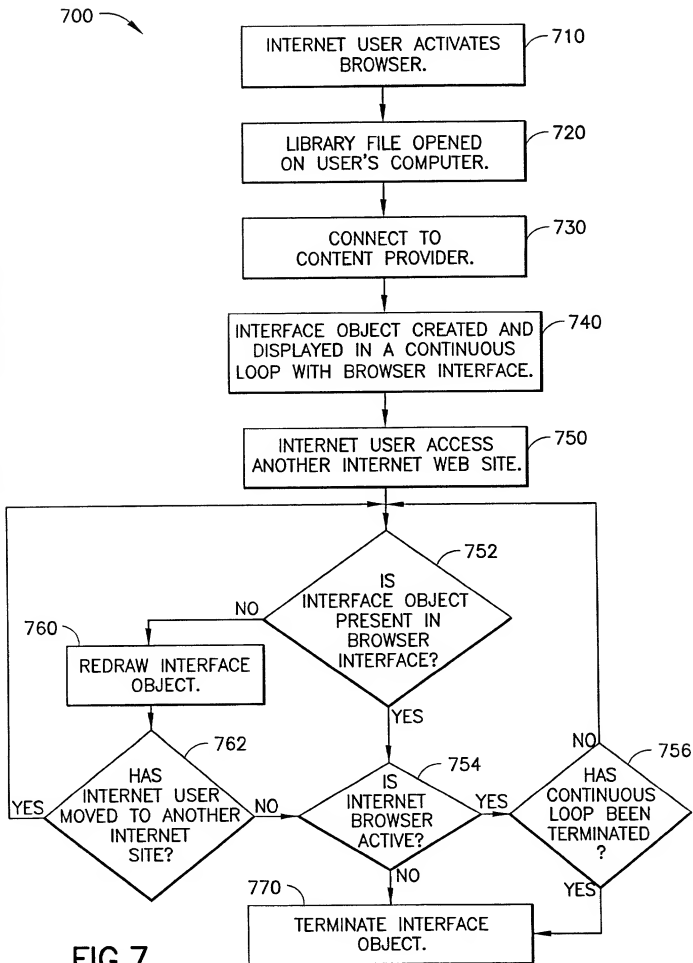 700
INTERNET USER ACTIVATES
BROWSER.
710
LIBRARY FILE OPENED
ON USER'S COMPUTER.
720
CONNECT TO
CONTENT PROVIDER.
730
INTERFACE OBJECT CREATED AND
DISPLAYED IN A CONTINUOUS
LOOP WITH BROWSER INTERFACE.
740
INTERNET USER ACCESS
ANOTHER INTERNET WEB SITE.
750
IS
INTERFACE OBJECT
PRESENT IN
BROWSER
INTERFACE?
752
NO
YES
760
REDRAW INTERFACE
OBJECT.
HAS
INTERNET USER
MOVED TO ANOTHER
INTERNET
SITE?
762
YES
NO
IS
INTERNET
BROWSER
ACTIVE?
754
YES
NO
HAS
CONTINUOUS
LOOP BEEN
TERMINATED
?
756
NO
YES
770
TERMINATE INTERFACE
OBJECT.
FIG.7